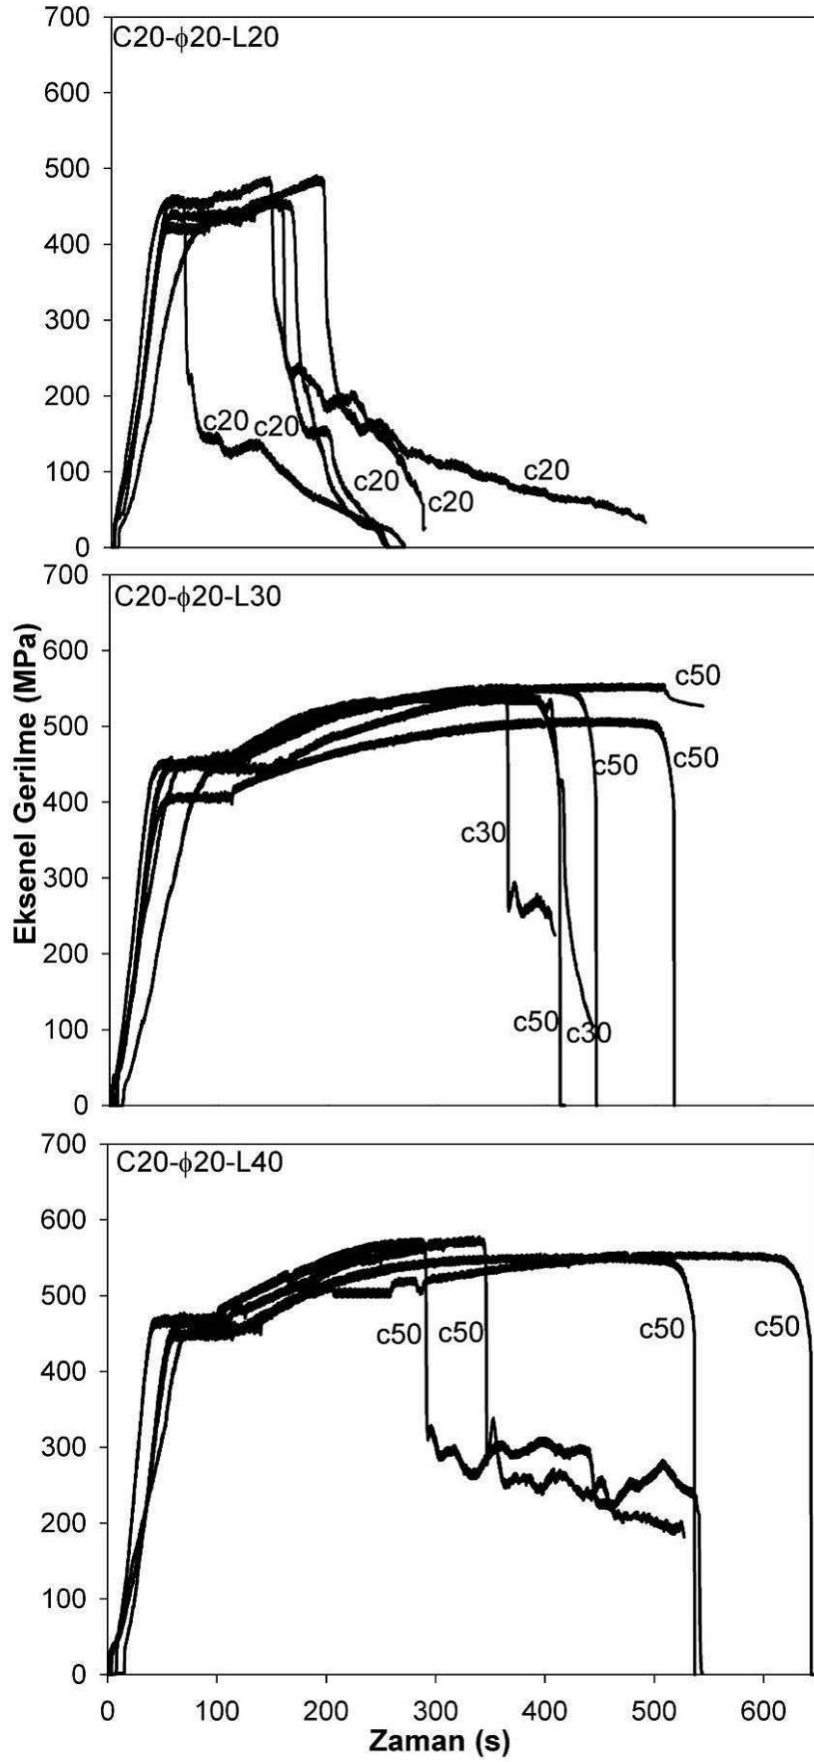 700
C20-ϕ20-L20
600
500
400
300
200
c20 c20
c20
c20
c20
100
0
700
C20-ϕ20-L30
600
c50
500
c50
c50
400
c30
300
200
100
c50 c30
0
Eksenel Gerilme (MPa)
700
C20-ϕ20-L40
600
500
c50 c50 c50 c50
400
300
200
100
0
0 100 200 300 400 500 600
Zaman (s)